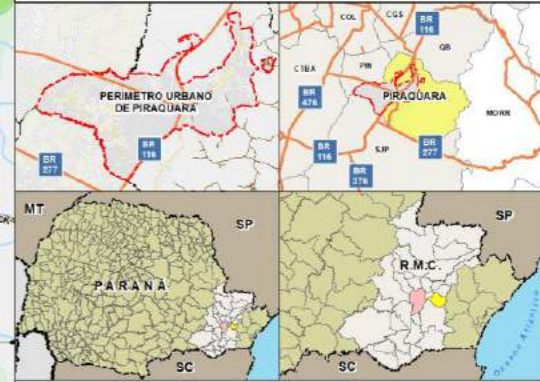 PERIMETRO URBANO
DE PIRAQUARA
BR
116
BR
277
COL
CGS
BR
116
QB
CTBA
PIN
BR
476
PIRAQUARA
MORR
BR
116
SJP
BR
277
BR
376
MT
SP
PARANÁ
SC
SP
R.M.C.
SC
Oceano Atlântico